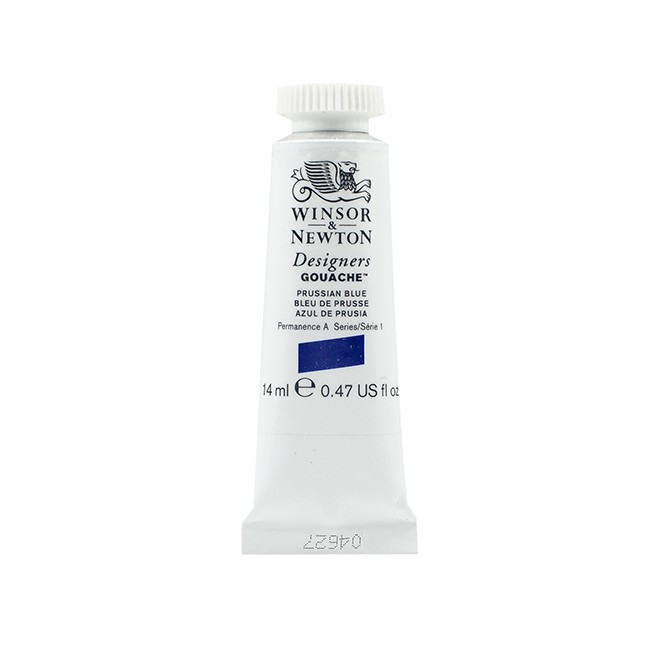 WINSOR
&
NEWTON
Designers
GOUACHE™
PRUSSIAN BLUE
BLEU DE PRUSSE
AZUL DE PRUSIA
Permanence A Series/Série 1
14 ml ℮ 0.47 US fl oz
04627